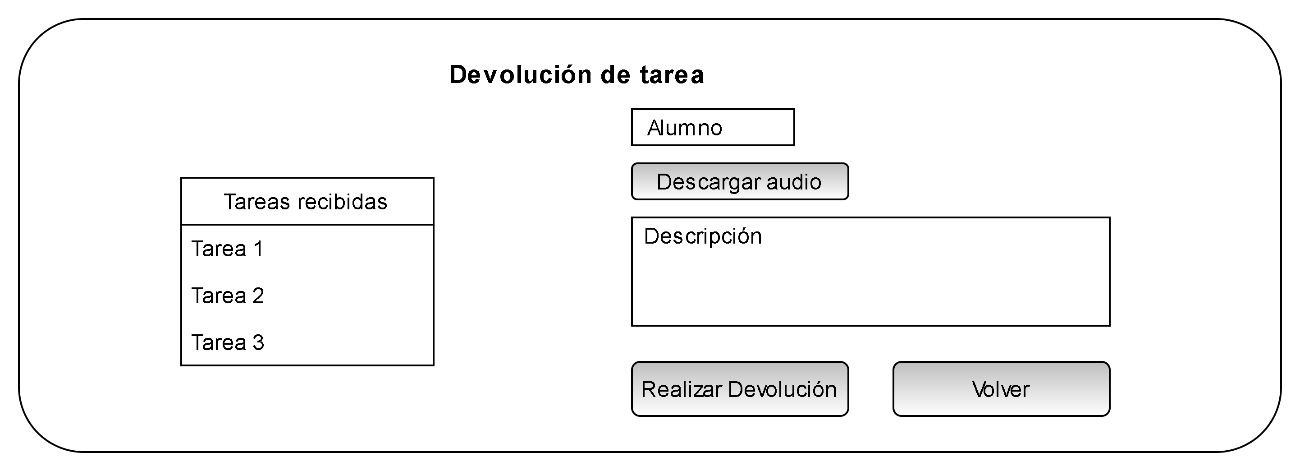 Devolución de tarea
Alumno
Descargar audio
Tareas recibidas
Tarea 1
Tarea 2
Tarea 3
Descripción
Realizar Devolución
Volver